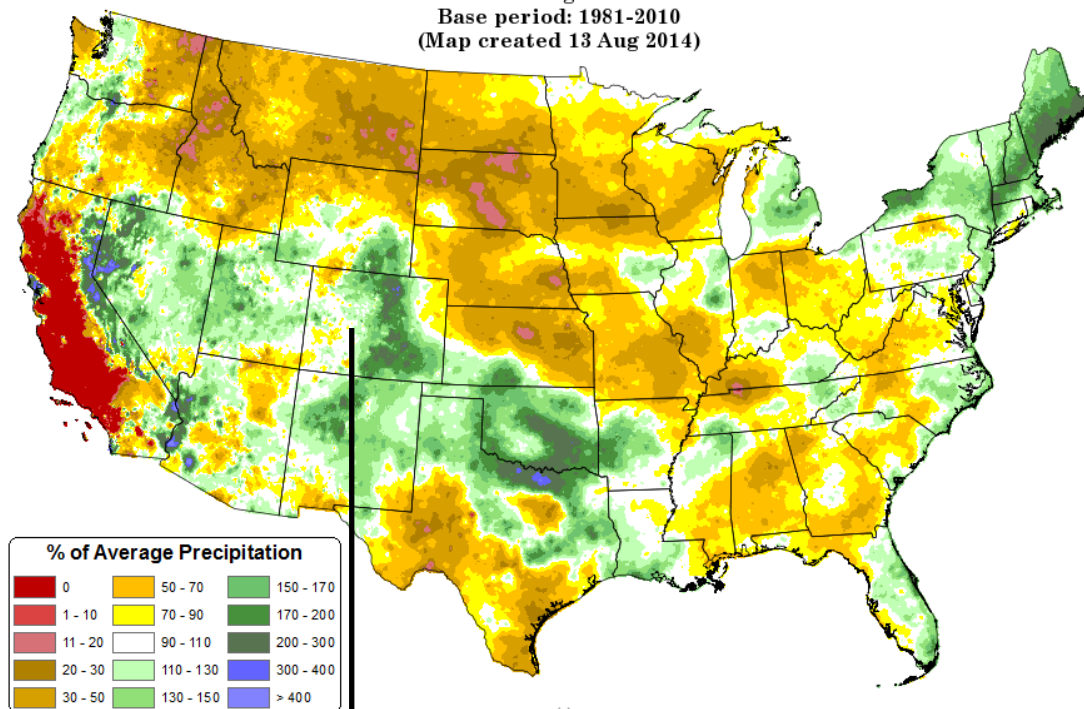 Base period: 1981-2010
(Map created 13 Aug 2014)
% of Average Precipitation
0
50 - 70
150 - 170
1 - 10
70 - 90
170 - 200
11 - 20
90 - 110
200 - 300
20 - 30
110 - 130
300 - 400
30 - 50
130 - 150
> 400